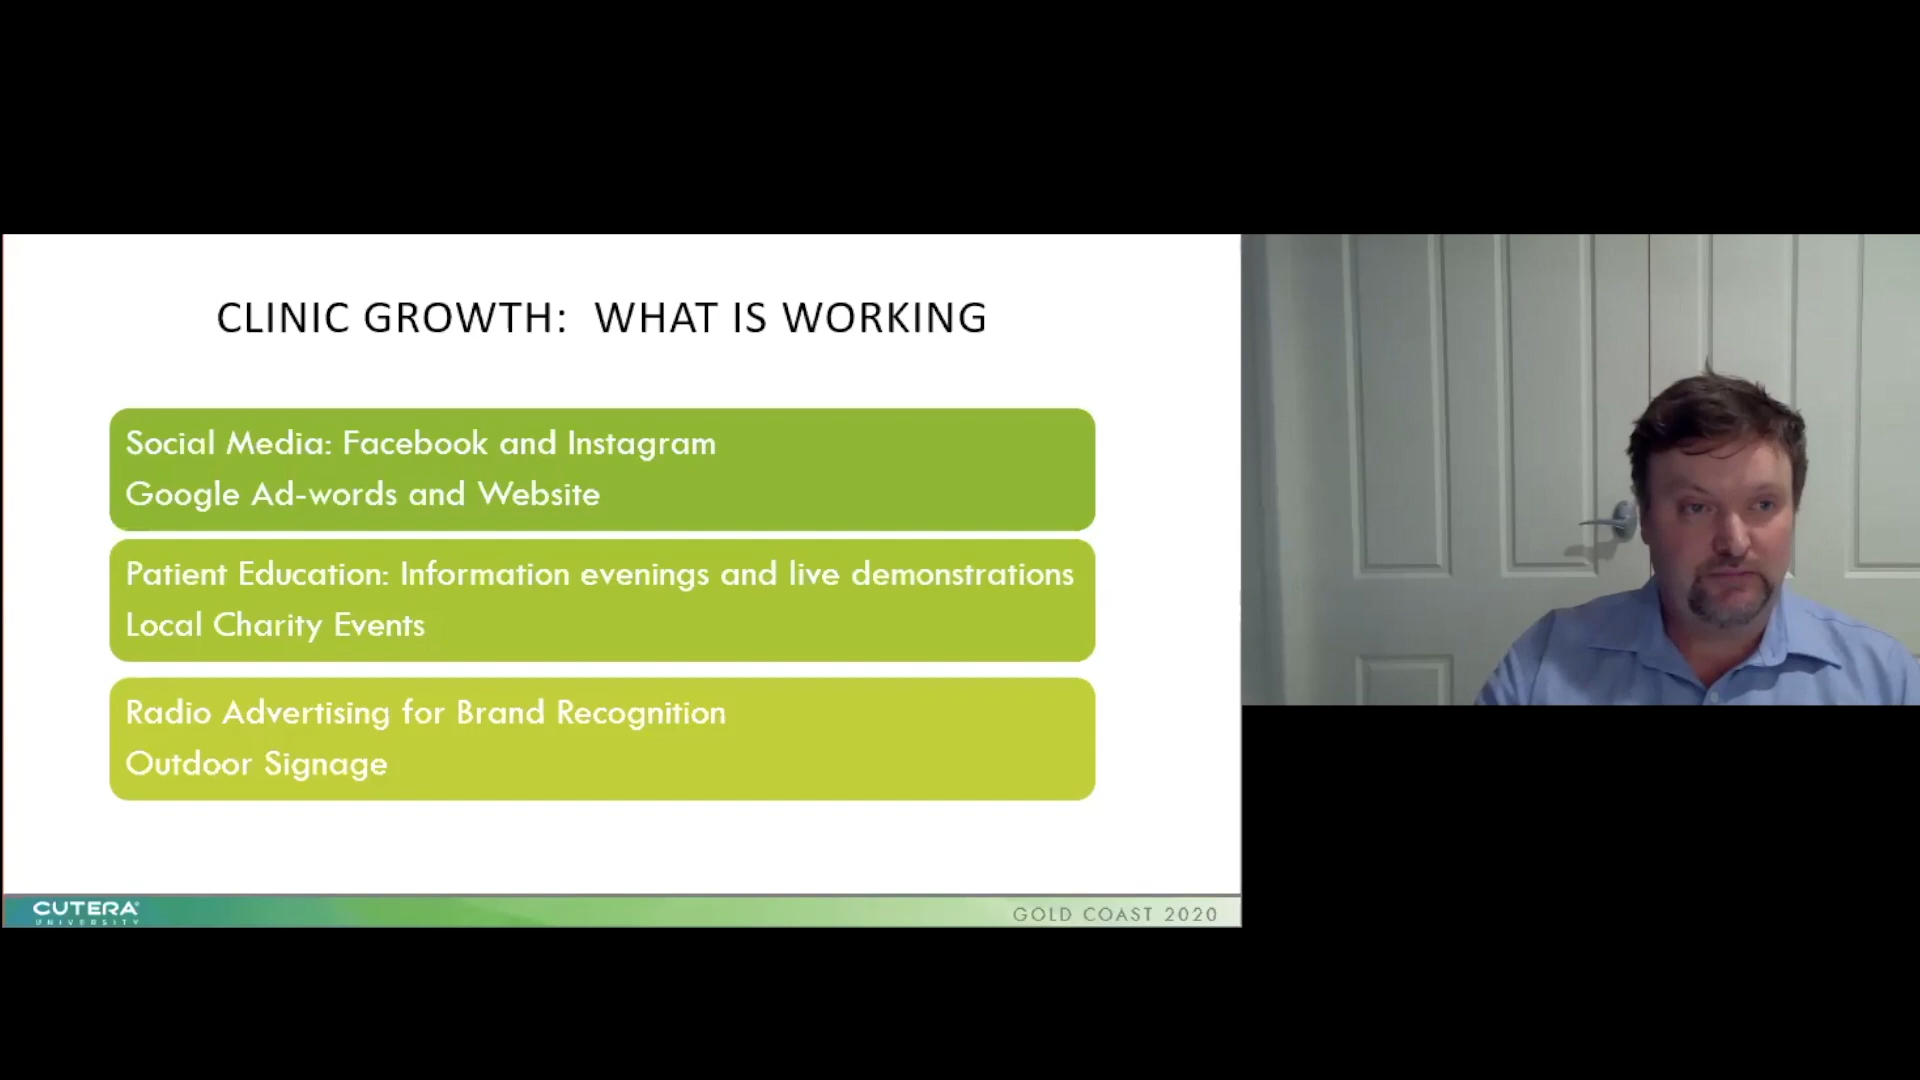 CLINIC GROWTH: WHAT IS WORKING
Social Media: Facebook and Instagram
Google Ad-words and Website
Patient Education: Information evenings and live demonstrations
Local Charity Events
Radio Advertising for Brand Recognition
Outdoor Signage
CUTERA®
UNIVERSITY
GOLD COAST 2020